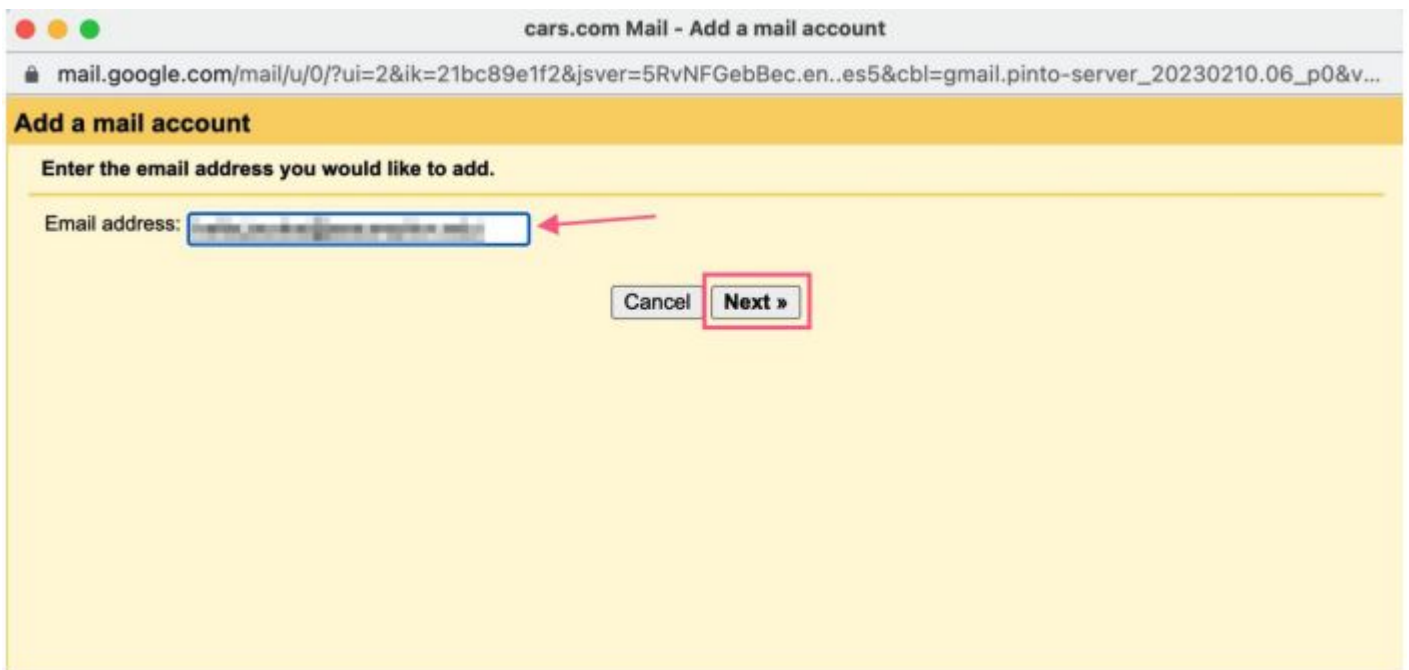 cars.com Mail - Add a mail account
mail.google.com/mail/u/0/?ui=2&ik=21bc89e1f2&jsver=5RvNFGebBec.en..es5&cbl=gmail.pinto-server_20230210.06_p0&v...
Add a mail account
Enter the email address you would like to add.
Email address:
Cancel Next »